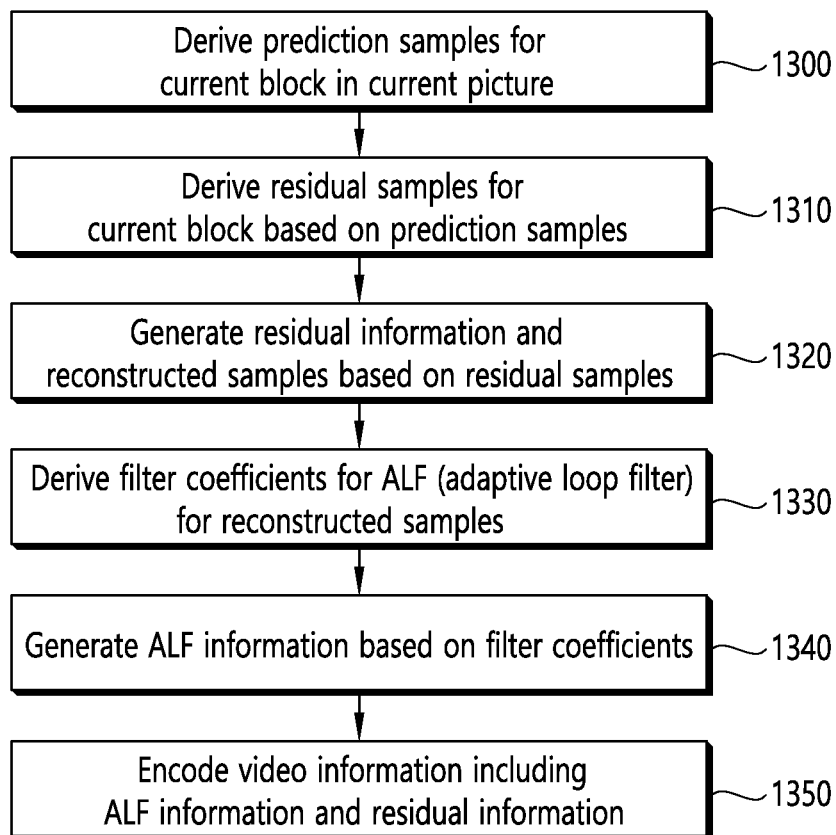 Derive prediction samples for
current block in current picture
1300
Derive residual samples for
current block based on prediction samples
1310
Generate residual information and
reconstructed samples based on residual samples
1320
Derive filter coefficients for ALF (adaptive loop filter)
for reconstructed samples
1330
Generate ALF information based on filter coefficients
1340
Encode video information including
ALF information and residual information
1350